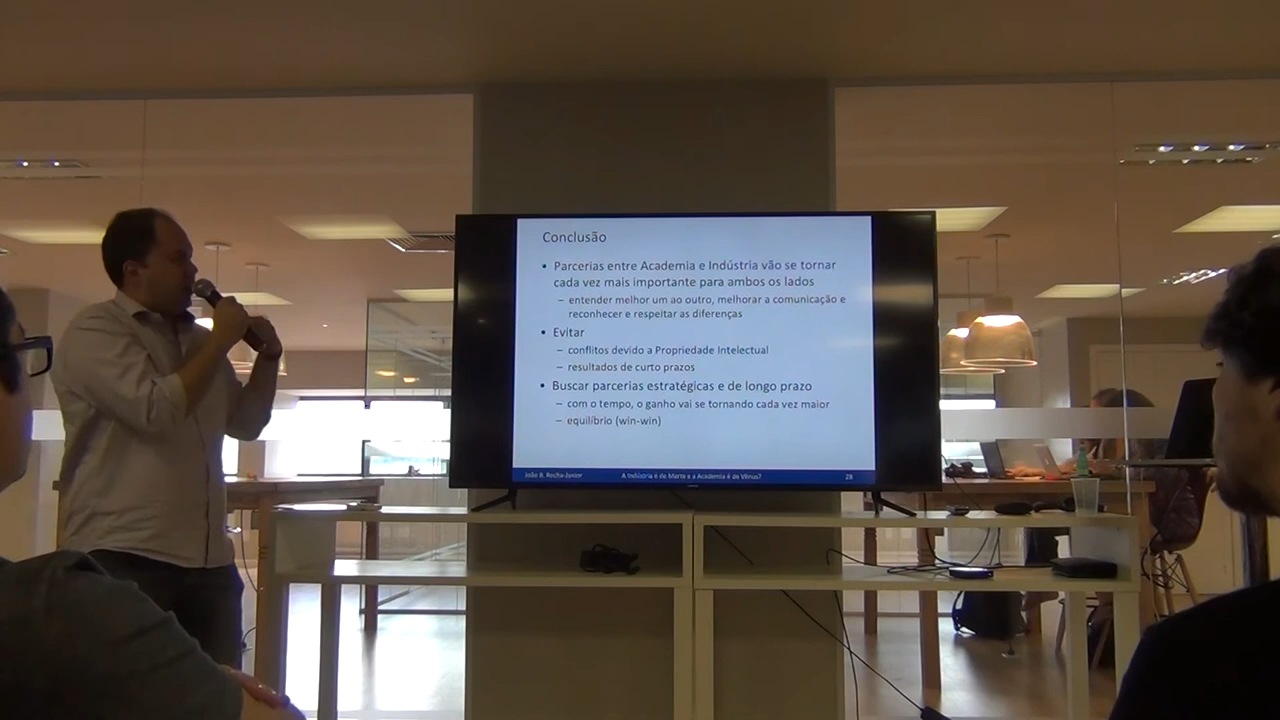 Conclusão
• Parcerias entre Academia e Indústria vão se tornar
cada vez mais importante para ambos os lados
– entender melhor um ao outro, melhorar a comunicação e
reconhecer e respeitar as diferenças
• Evitar
– conflitos devido a Propriedade Intelectual
– resultados de curto prazos
• Buscar parcerias estratégicas e de longo prazo
– com o tempo, o ganho vai se tornando cada vez maior
– equilíbrio (win-win)
João B. Rocha-Junior A Indústria é de Marte e a Academia é de Vênus? 28